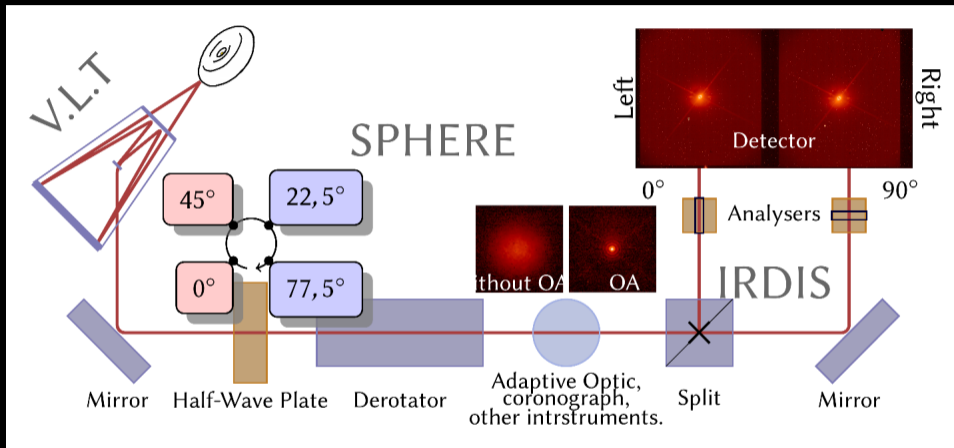 V.L.T
SPHERE
Left
Right
Detector
45°
22, 5°
0°
90°
Analysers
0°
77, 5°
ithout OA
OA
IRDIS
Mirror
Half-Wave Plate
Derotator
Adaptive Optic,
coronograph,
other intrstruments.
Split
Mirror